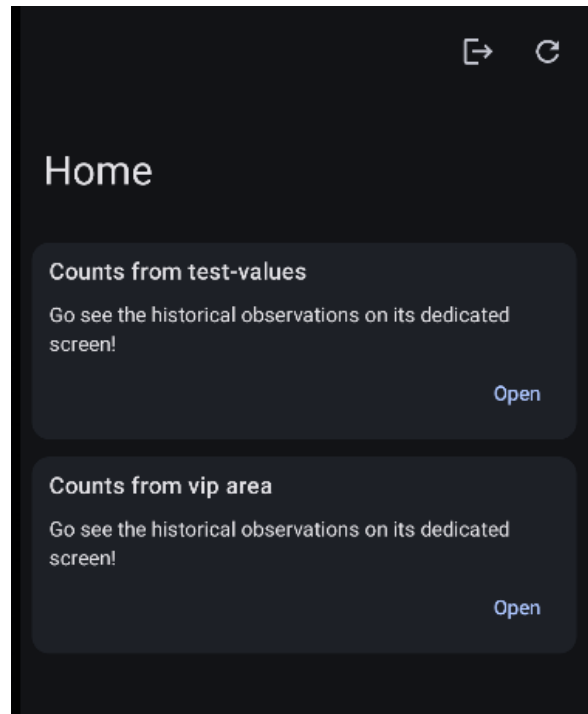 Home
Counts from test-values
Go see the historical observations on its dedicated
screen!
Open
Counts from vip area
Go see the historical observations on its dedicated
screen!
Open